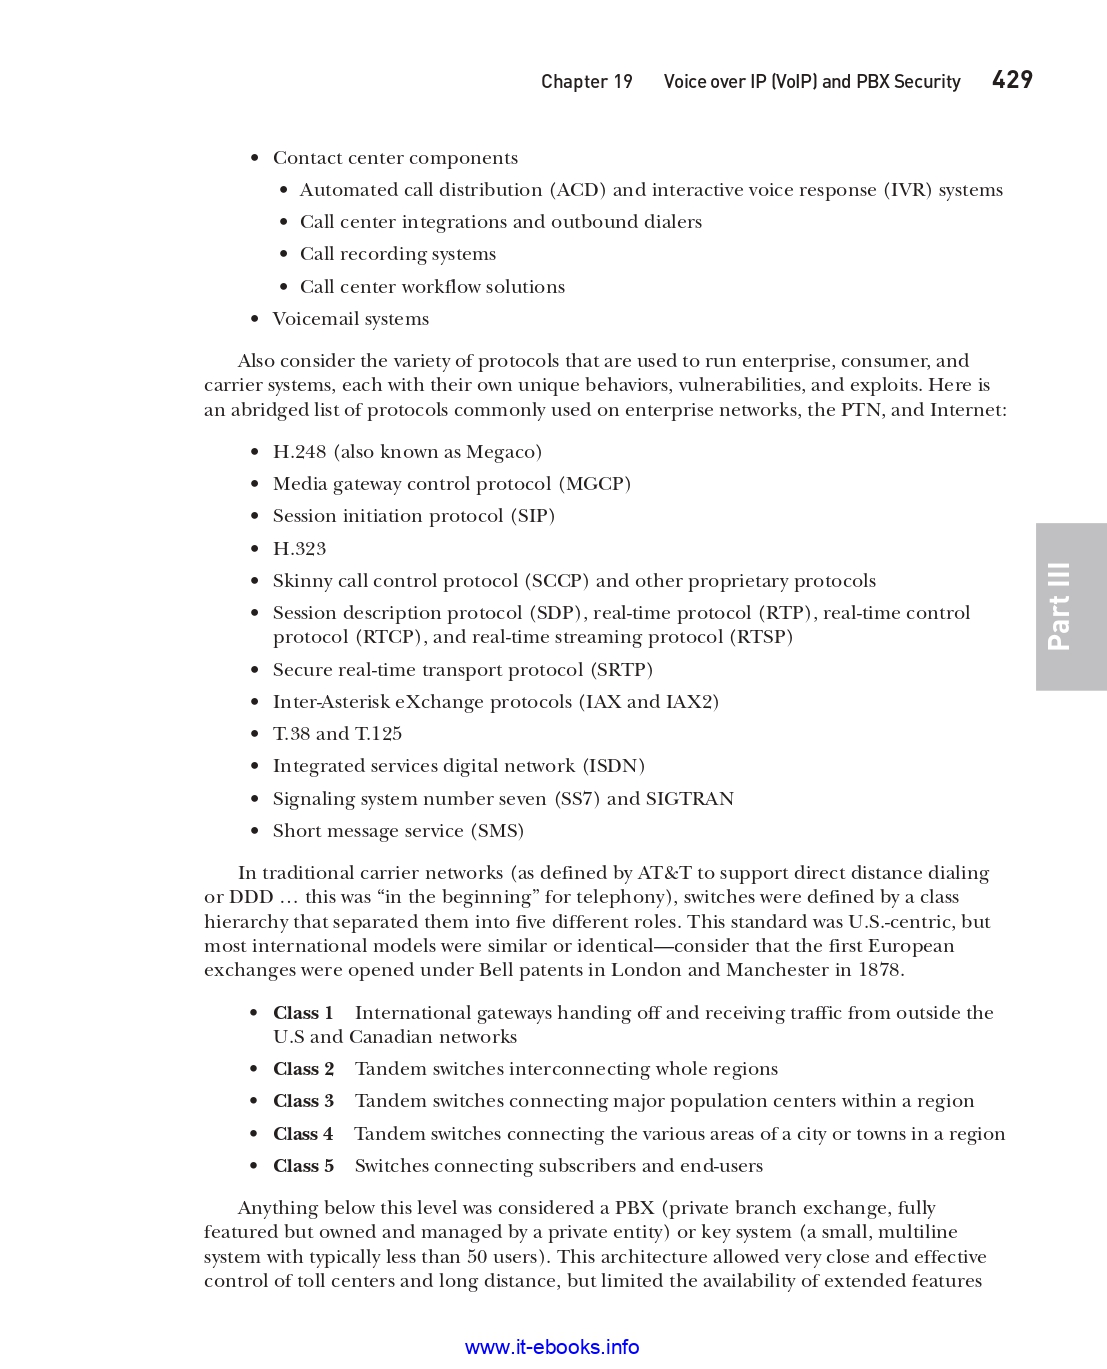 Chapter 19 Voice over IP (VoIP) and PBX Security 429
• Contact center components
• Automated call distribution (ACD) and interactive voice response (IVR) systems
• Call center integrations and outbound dialers
• Call recording systems
• Call center workflow solutions
• Voicemail systems
Also consider the variety of protocols that are used to run enterprise, consumer, and
carrier systems, each with their own unique behaviors, vulnerabilities, and exploits. Here is
an abridged list of protocols commonly used on enterprise networks, the PTN, and Internet:
• H.248 (also known as Megaco)
• Media gateway control protocol (MGCP)
• Session initiation protocol (SIP)
• H.323
• Skinny call control protocol (SCCP) and other proprietary protocols
• Session description protocol (SDP), real-time protocol (RTP), real-time control
protocol (RTCP), and real-time streaming protocol (RTSP)
• Secure real-time transport protocol (SRTP)
• Inter-Asterisk eXchange protocols (IAX and IAX2)
• T.38 and T.125
• Integrated services digital network (ISDN)
• Signaling system number seven (SS7) and SIGTRAN
• Short message service (SMS)
In traditional carrier networks (as defined by AT&T to support direct distance dialing
or DDD … this was “in the beginning” for telephony), switches were defined by a class
hierarchy that separated them into five different roles. This standard was U.S.-centric, but
most international models were similar or identical—consider that the first European
exchanges were opened under Bell patents in London and Manchester in 1878.
• Class 1 International gateways handing off and receiving traffic from outside the
U.S and Canadian networks
• Class 2 Tandem switches interconnecting whole regions
• Class 3 Tandem switches connecting major population centers within a region
• Class 4 Tandem switches connecting the various areas of a city or towns in a region
• Class 5 Switches connecting subscribers and end-users
Anything below this level was considered a PBX (private branch exchange, fully
featured but owned and managed by a private entity) or key system (a small, multiline
system with typically less than 50 users). This architecture allowed very close and effective
control of toll centers and long distance, but limited the availability of extended features
Part III
www.it-ebooks.info